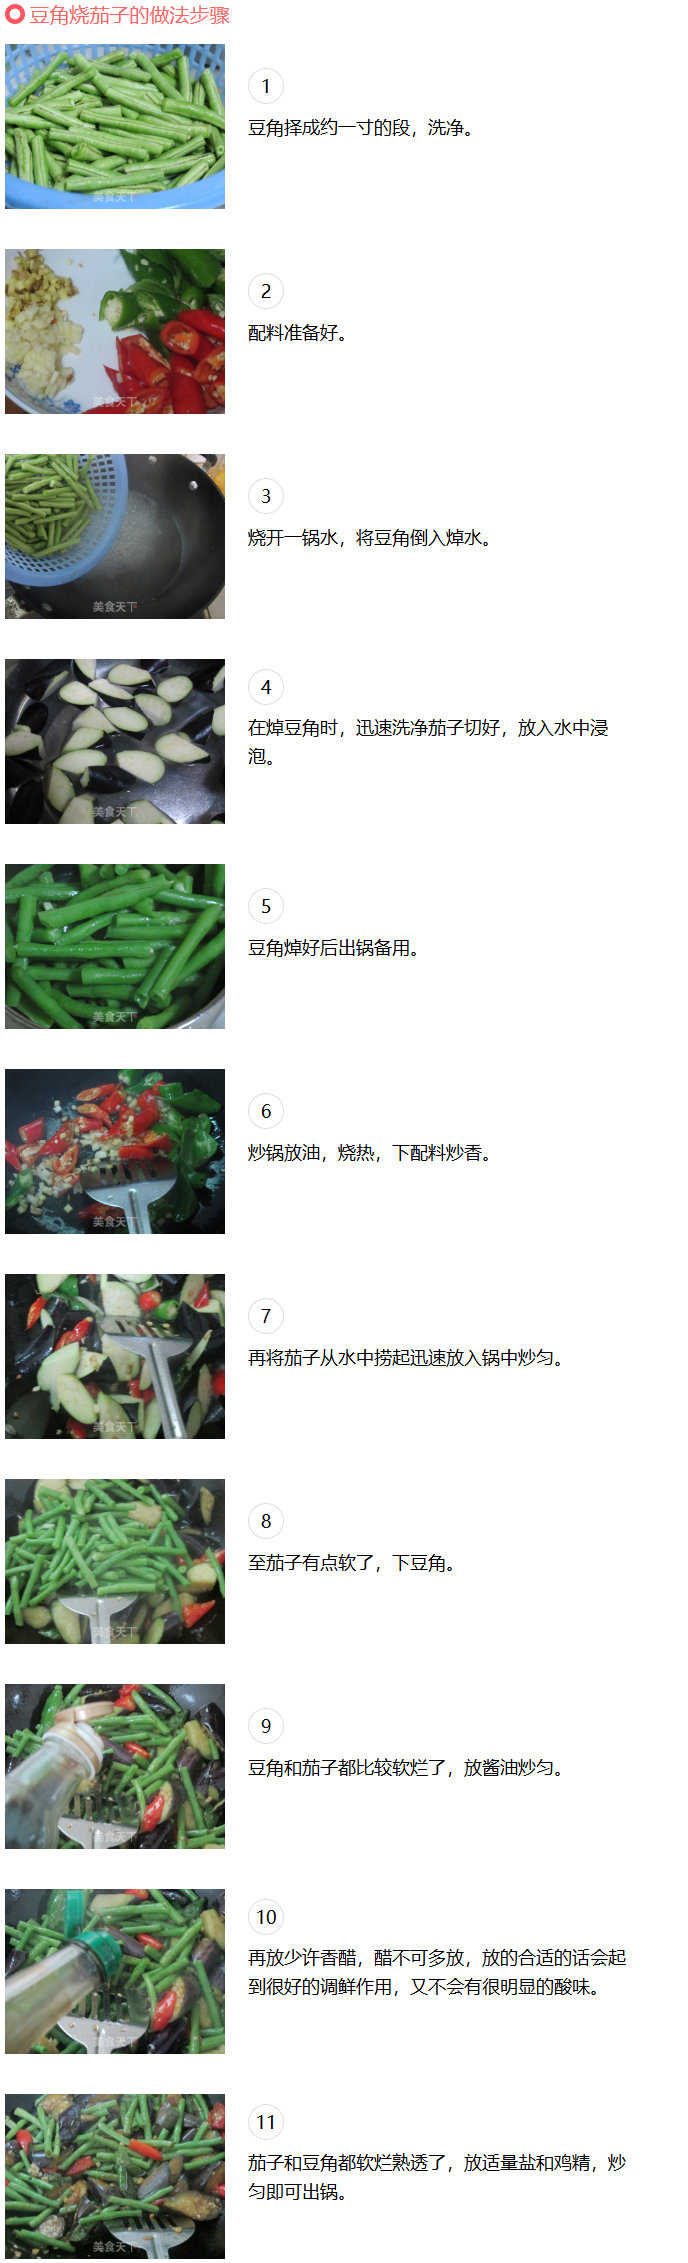 豆角烧茄子的做法步骤
1
豆角择成约一寸的段，洗净。
美食天下
2
配料准备好。
美食天下
3
烧开一锅水，将豆角倒入焯水。
美食天下
4
在焯豆角时，迅速洗净茄子切好，放入水中浸
泡。
美食天下
5
豆角焯好后出锅备用。
美食天下
6
炒锅放油，烧热，下配料炒香。
美食天下
7
再将茄子从水中捞起迅速放入锅中炒匀。
美食天下
8
至茄子有点软了，下豆角。
美食天下
9
豆角和茄子都比较软烂了，放酱油炒匀。
美食天下
10
再放少许香醋，醋不可多放，放的合适的话会起
到很好的调鲜作用，又不会有很明显的酸味。
美食天下
11
茄子和豆角都软烂熟透了，放适量盐和鸡精，炒
匀即可出锅。
美食天下